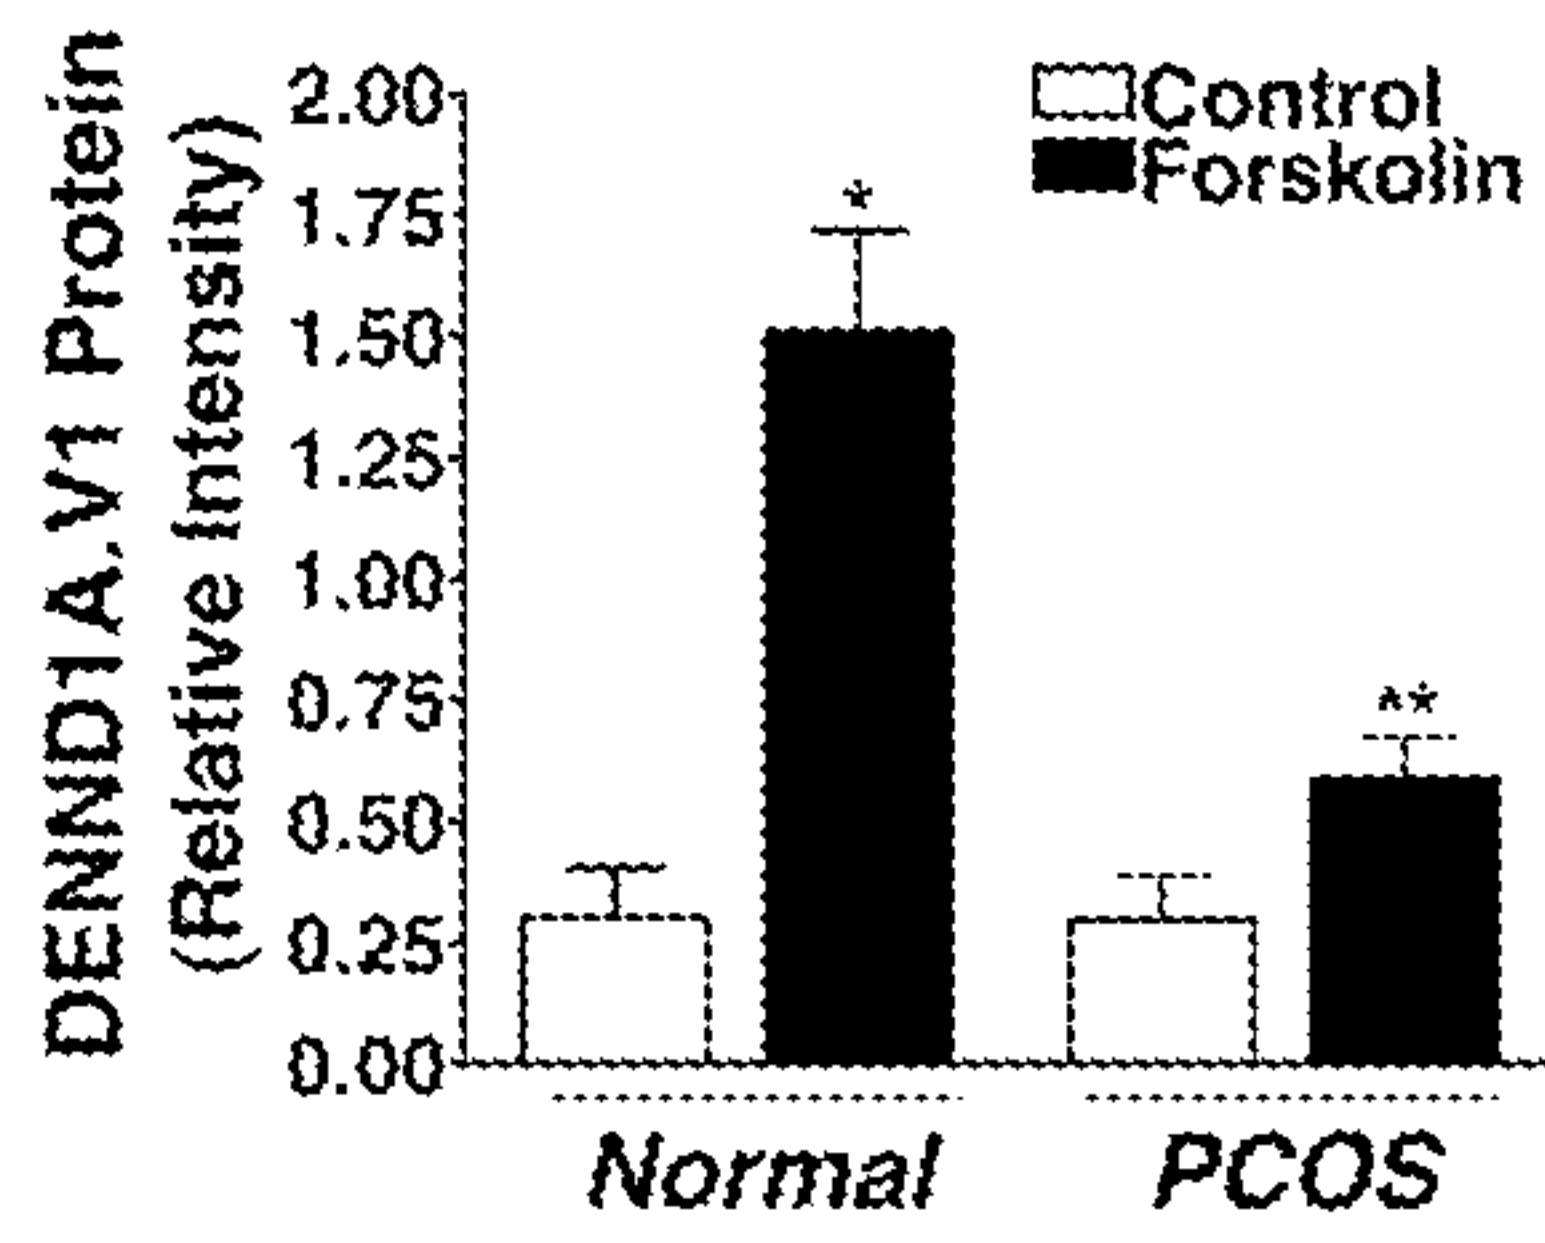 DENND1A.V1 Protein
(Relative Intensity)
2.00
1.75
1.50
1.25
1.00
0.75
0.50
0.25
0.00
Control
Forskolin
*
**
Normal
PCOS